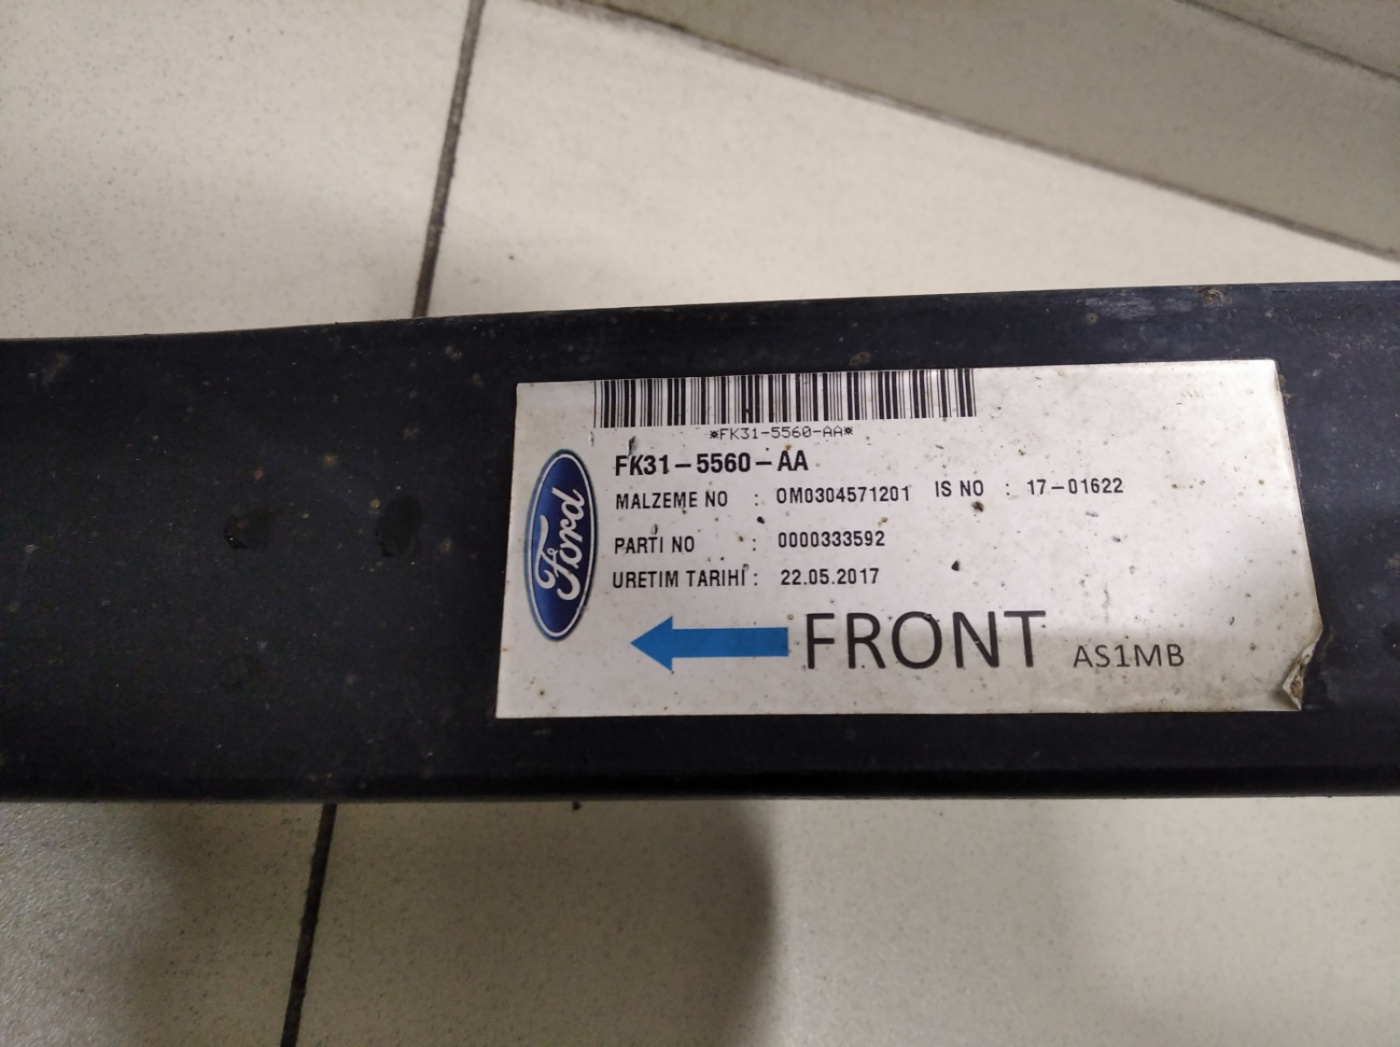 *FK31-5560-AA*
FK31-5560-AA
MALZEME NO : OM0304571201 IS NO : 17-01622
PARTI NO : 0000333592
URETIM TARIHI : 22.05.2017
Ford
FRONT AS1MB